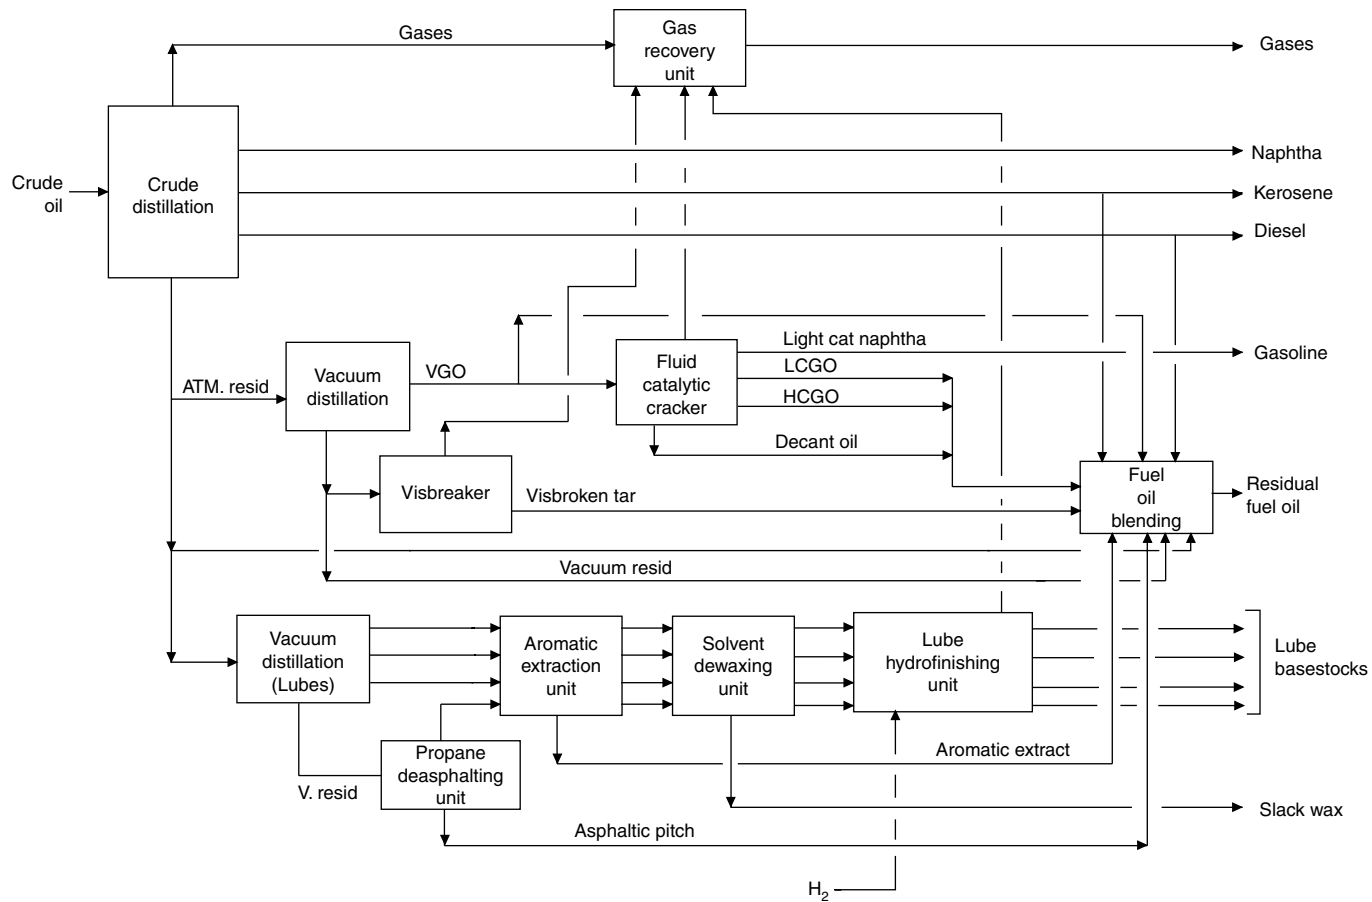 Gases
Gas
recovery
unit
Gases
Naphtha
Crude
oil
Crude
distillation
Kerosene
Diesel
Light cat naphtha
Gasoline
Vacuum
distillation
VGO
Fluid
catalytic
cracker
LCGO
HCGO
ATM. resid
Decant oil
Visbreaker
Visbroken tar
Fuel
oil
blending
Residual
fuel oil
Vacuum resid
Vacuum
distillation
(Lubes)
Aromatic
extraction
unit
Solvent
dewaxing
unit
Lube
hydrofinishing
unit
Lube
basestocks
Propane
deasphalting
unit
V. resid
Aromatic extract
Slack wax
Asphaltic pitch
H₂